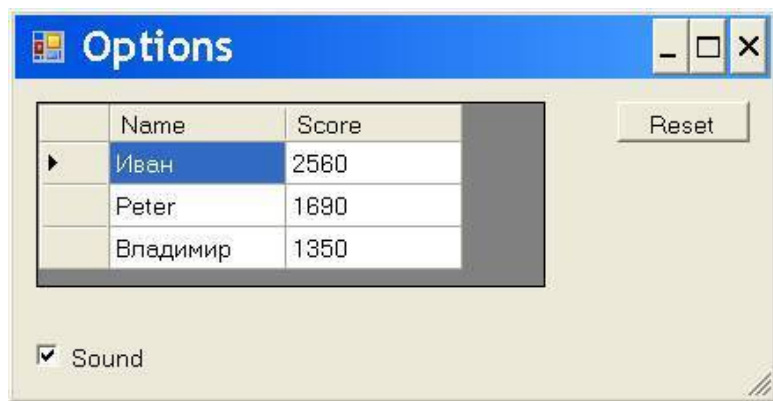 Options
Name Score
Reset
Иван 2560
Peter 1690
Владимир 1350
Sound